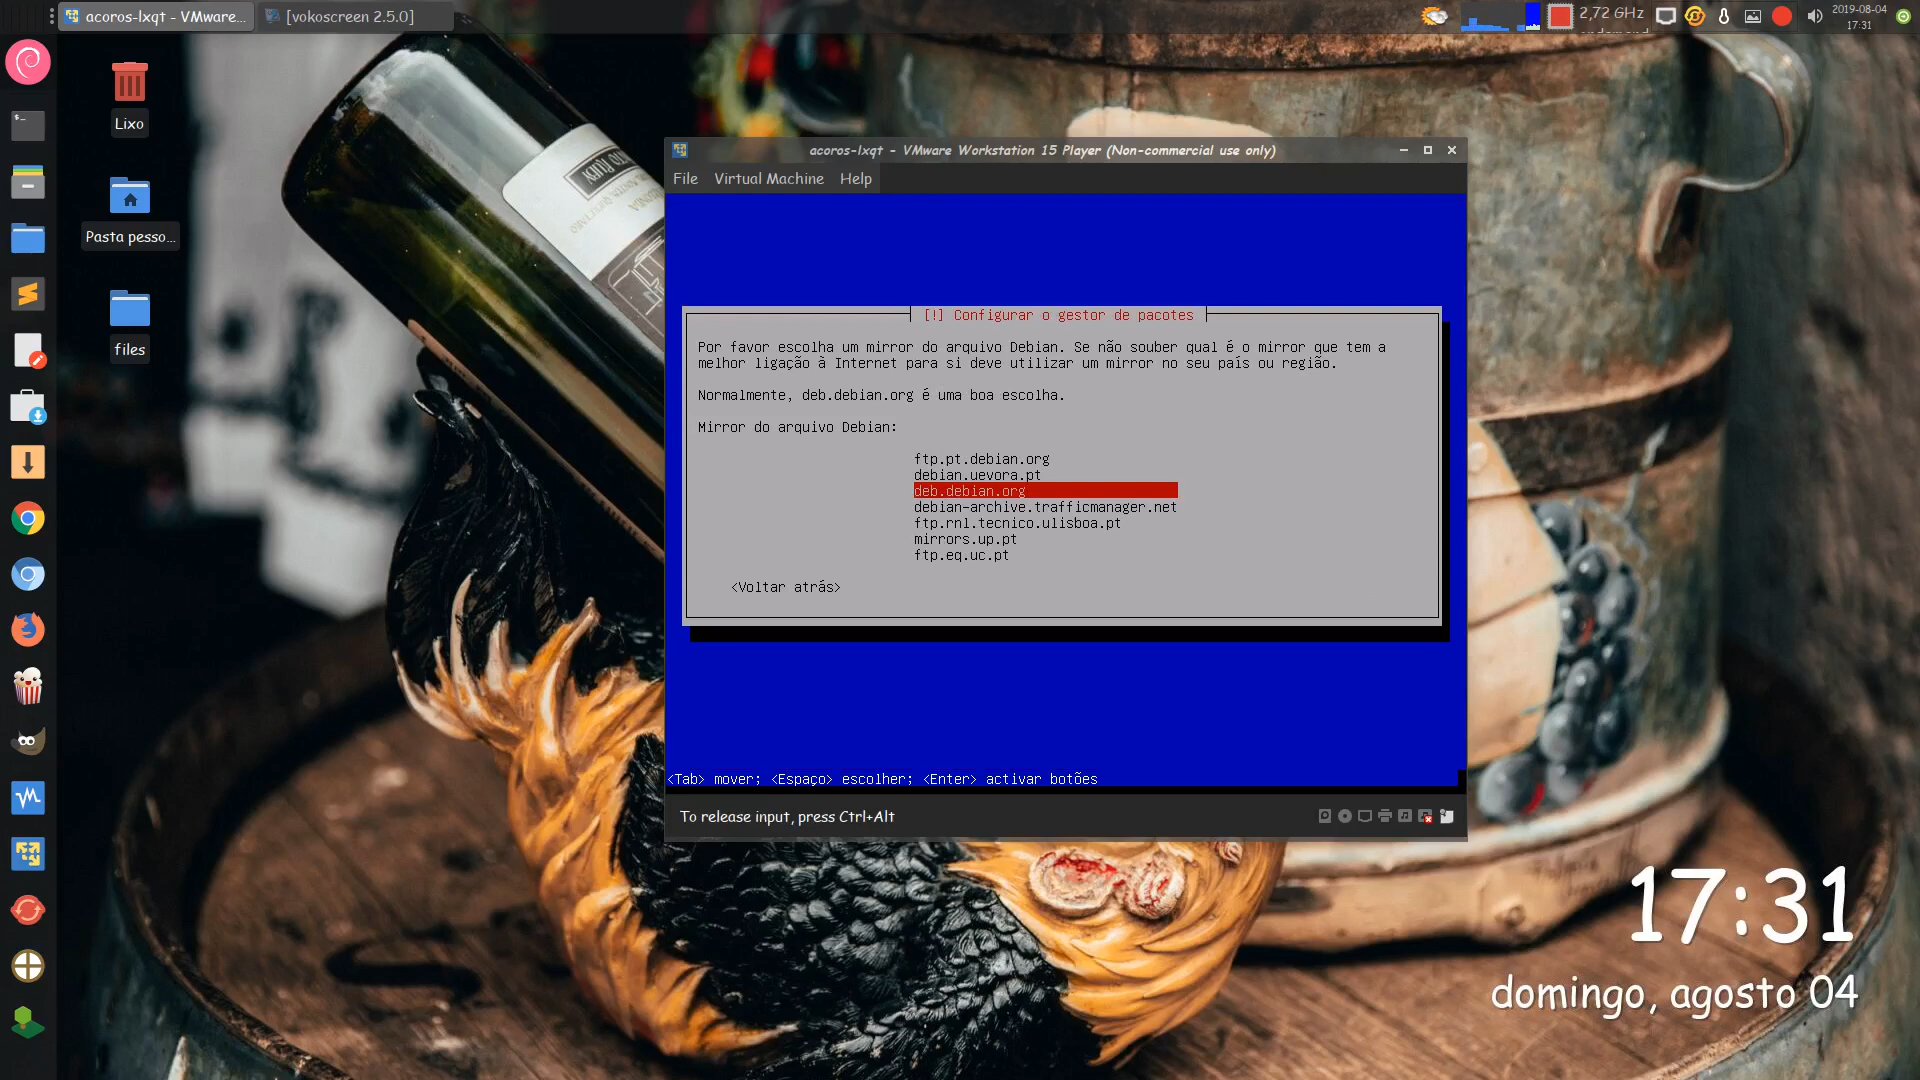 acoros-lxqt - VMware...
[vokoscreen 2.5.0]
2,72 GHz
ondemand
2019-08-04
17:31
Lixo
Pasta pesso...
files
acoros-lxqt - VMware Workstation 15 Player (Non-commercial use only)
File Virtual Machine Help
[!] Configurar o gestor de pacotes
Por favor escolha um mirror do arquivo Debian. Se não souber qual é o mirror que tem a
melhor ligação à Internet para si deve utilizar um mirror no seu país ou região.
Normalmente, deb.debian.org é uma boa escolha.
Mirror do arquivo Debian:
ftp.pt.debian.org
debian.uevora.pt
deb.debian.org
debian-archive.trafficmanager.net
ftp.rnl.tecnico.ulisboa.pt
mirrors.up.pt
ftp.eq.uc.pt
<Voltar atrás>
<Tab> mover; <Espaço> escolher; <Enter> activar botões
To release input, press Ctrl+Alt
17:31
domingo, agosto 04